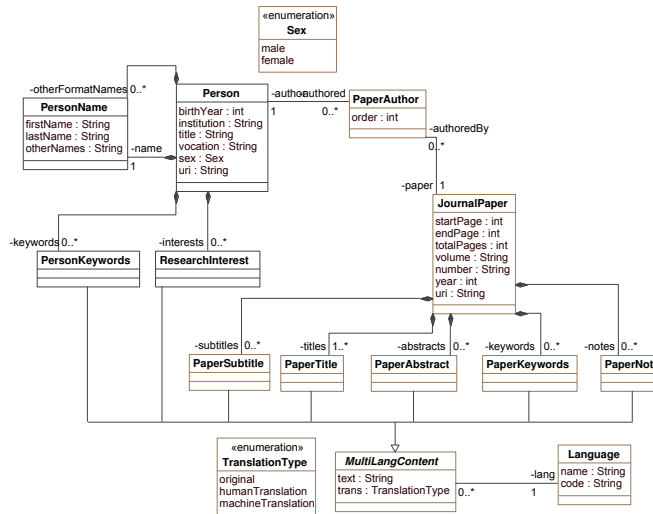 «enumeration»
Sex
male
female
-otherFormatNames 0..*
Person
-author
authored
PaperAuthor
PersonName
birthYear : int
institution : String
title : String
vocation : String
sex : Sex
uri : String
1
0..*
order : int
firstName : String
lastName : String
otherNames : String
-name
1
-authoredBy
0..*
-paper
1
JournalPaper
startPage : int
endPage : int
totalPages : int
volume : String
number : String
year : int
uri : String
-keywords 0..*
-interests 0..*
PersonKeywords
ResearchInterest
-subtitles 0..*
-titles 1..*
-abstracts 0..*
-keywords 0..*
-notes 0..*
PaperSubtitle
PaperTitle
PaperAbstract
PaperKeywords
PaperNot
«enumeration»
TranslationType
original
humanTranslation
machineTranslation
MultiLangContent
text : String
trans : TranslationType
0..*
-lang
1
Language
name : String
code : String